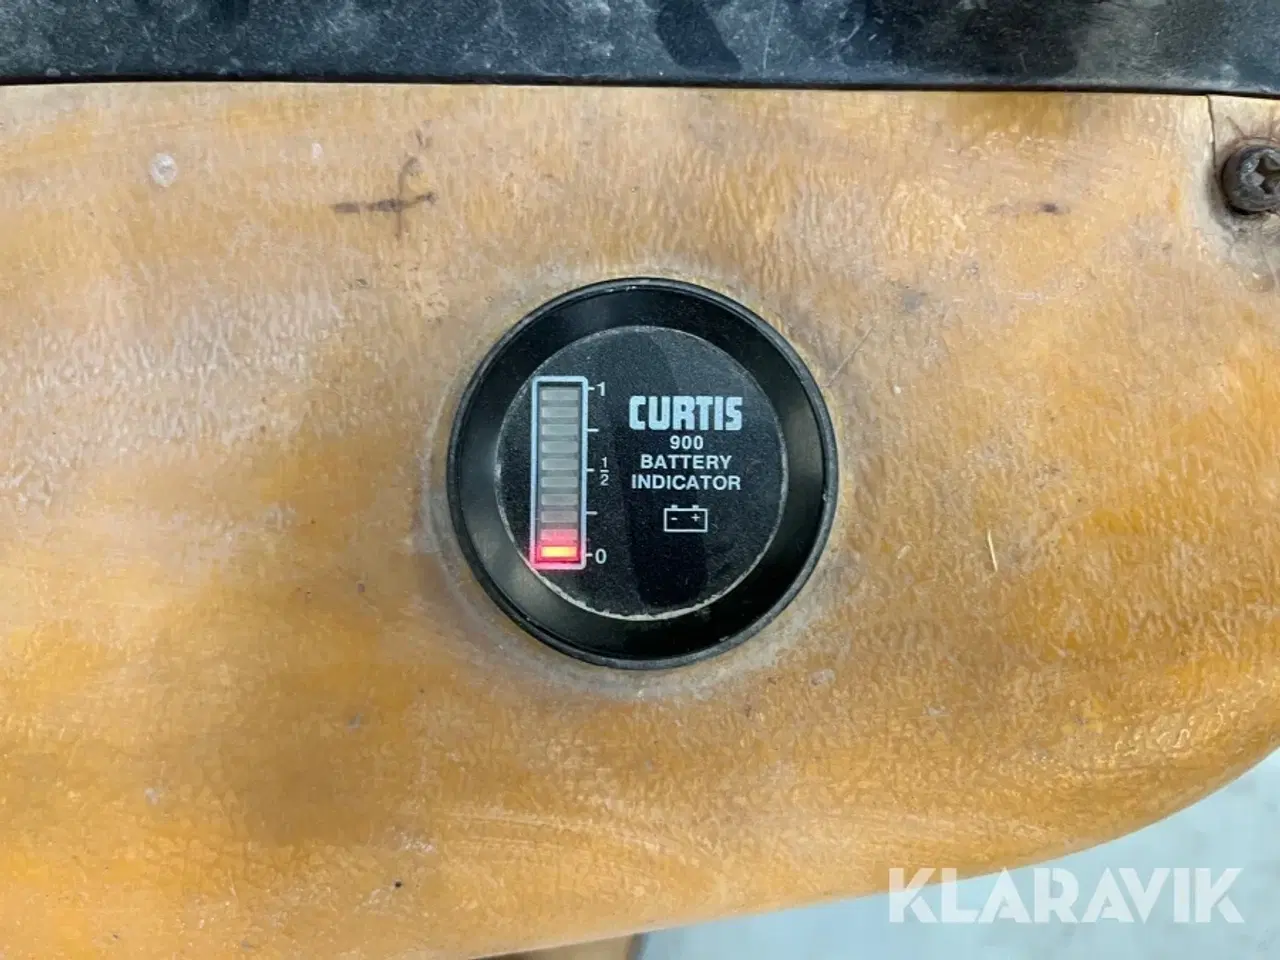 1
CURTIS
900
BATTERY
1/2
INDICATOR
- +
0
KLARAVIK